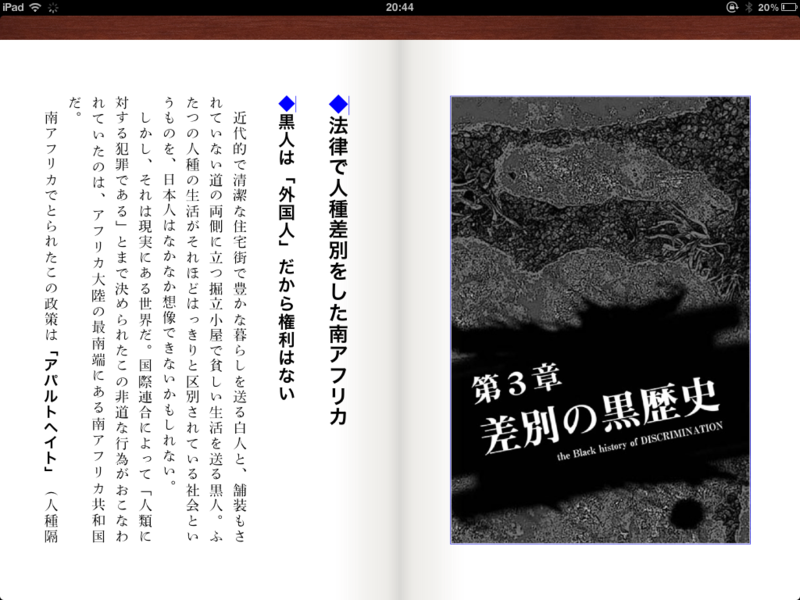 iPad
20:44
20%
第3章
差別の黒歴史
the Black history of DISCRIMINATION
◆法律で人種差別をした南アフリカ
◆黒人は「外国人」だから権利はない
近代的で清潔な住宅街で豊かな暮らしを送る白人と、舗装もさ
れていない道の両側に立つ掘立小屋で貧しい生活を送る黒人。ふ
たつの人種の生活がそれほどはっきりと区別されている社会とい
うものを、日本人はなかなか想像できないかもしれない。
しかし、それは現実にある世界だ。国際連合によって「人類に
対する犯罪である」とまで決められたこの非道な行為がおこなわ
れていたのは、アフリカ大陸の最南端にある南アフリカ共和国
だ。
南アフリカでとられたこの政策は「アパルトヘイト」（人種隔